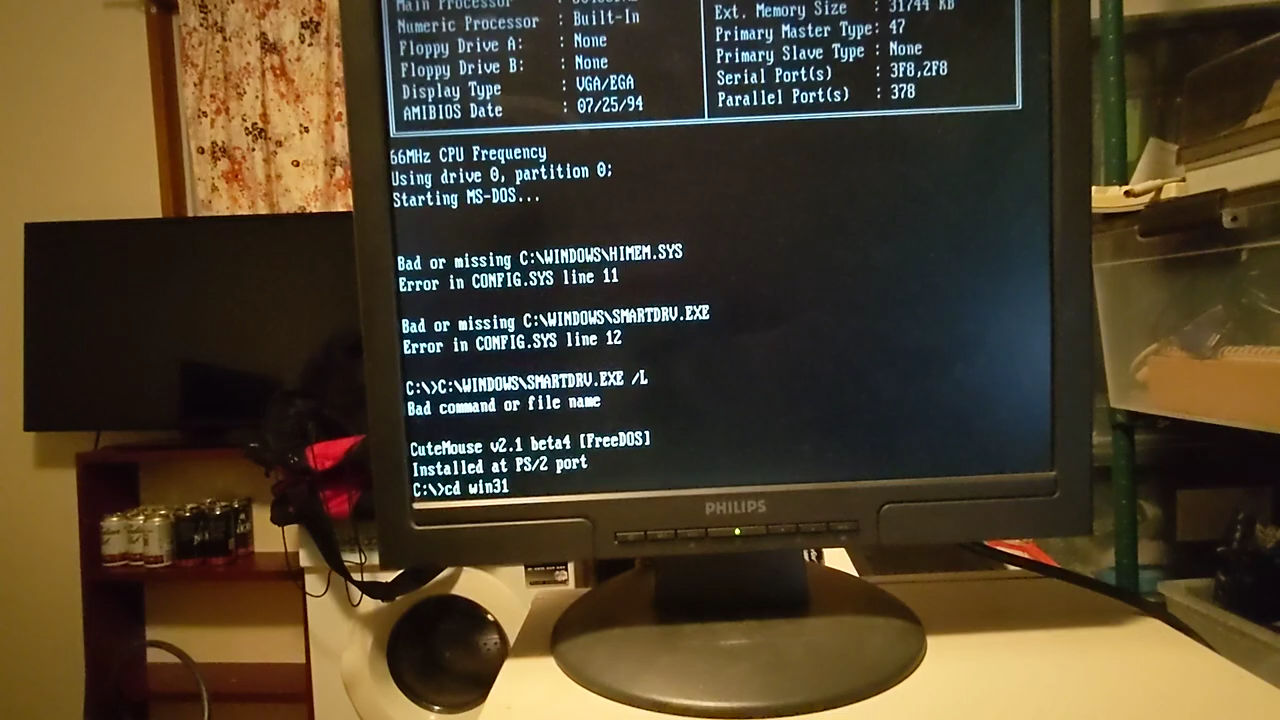 Main Processor :
Numeric Processor : Built-In
Floppy Drive A: : None
Floppy Drive B: : None
Display Type : VGA/EGA
AMIBIOS Date : 07/25/94
Ext. Memory Size : 31744 KB
Primary Master Type: 47
Primary Slave Type : None
Serial Port(s) : 3F8,2F8
Parallel Port(s) : 378
66MHz CPU Frequency
Using drive 0, partition 0;
Starting MS-DOS...
Bad or missing C:\WINDOWS\HIMEM.SYS
Error in CONFIG.SYS line 11
Bad or missing C:\WINDOWS\SMARTDRV.EXE
Error in CONFIG.SYS line 12
C:\>C:\WINDOWS\SMARTDRV.EXE /L
Bad command or file name
CuteMouse v2.1 beta4 [FreeDOS]
Installed at PS/2 port
C:\>cd win31
PHILIPS